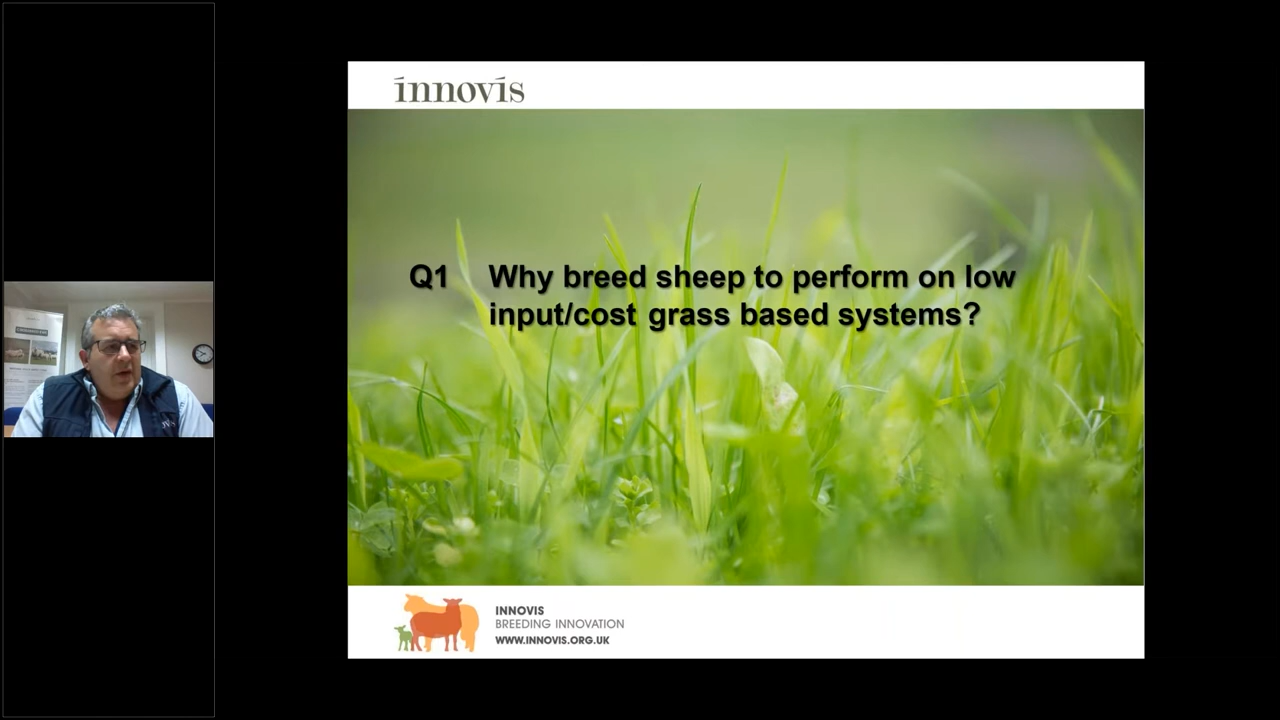 innovis
Q1 Why breed sheep to perform on low
input/cost grass based systems?
INNOVIS
BREEDING INNOVATION
WWW.INNOVIS.ORG.UK